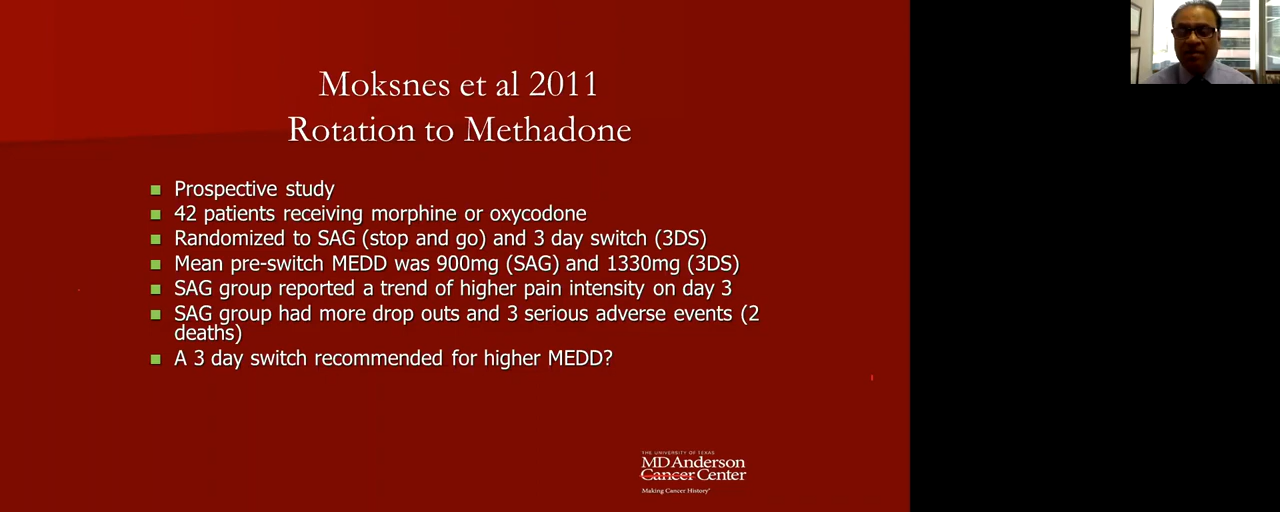 Moksnes et al 2011
Rotation to Methadone
Prospective study
42 patients receiving morphine or oxycodone
Randomized to SAG (stop and go) and 3 day switch (3DS)
Mean pre-switch MEDD was 900mg (SAG) and 1330mg (3DS)
SAG group reported a trend of higher pain intensity on day 3
SAG group had more drop outs and 3 serious adverse events (2
deaths)
A 3 day switch recommended for higher MEDD?
THE UNIVERSITY OF TEXAS
MD Anderson
Cancer Center
Making Cancer History®